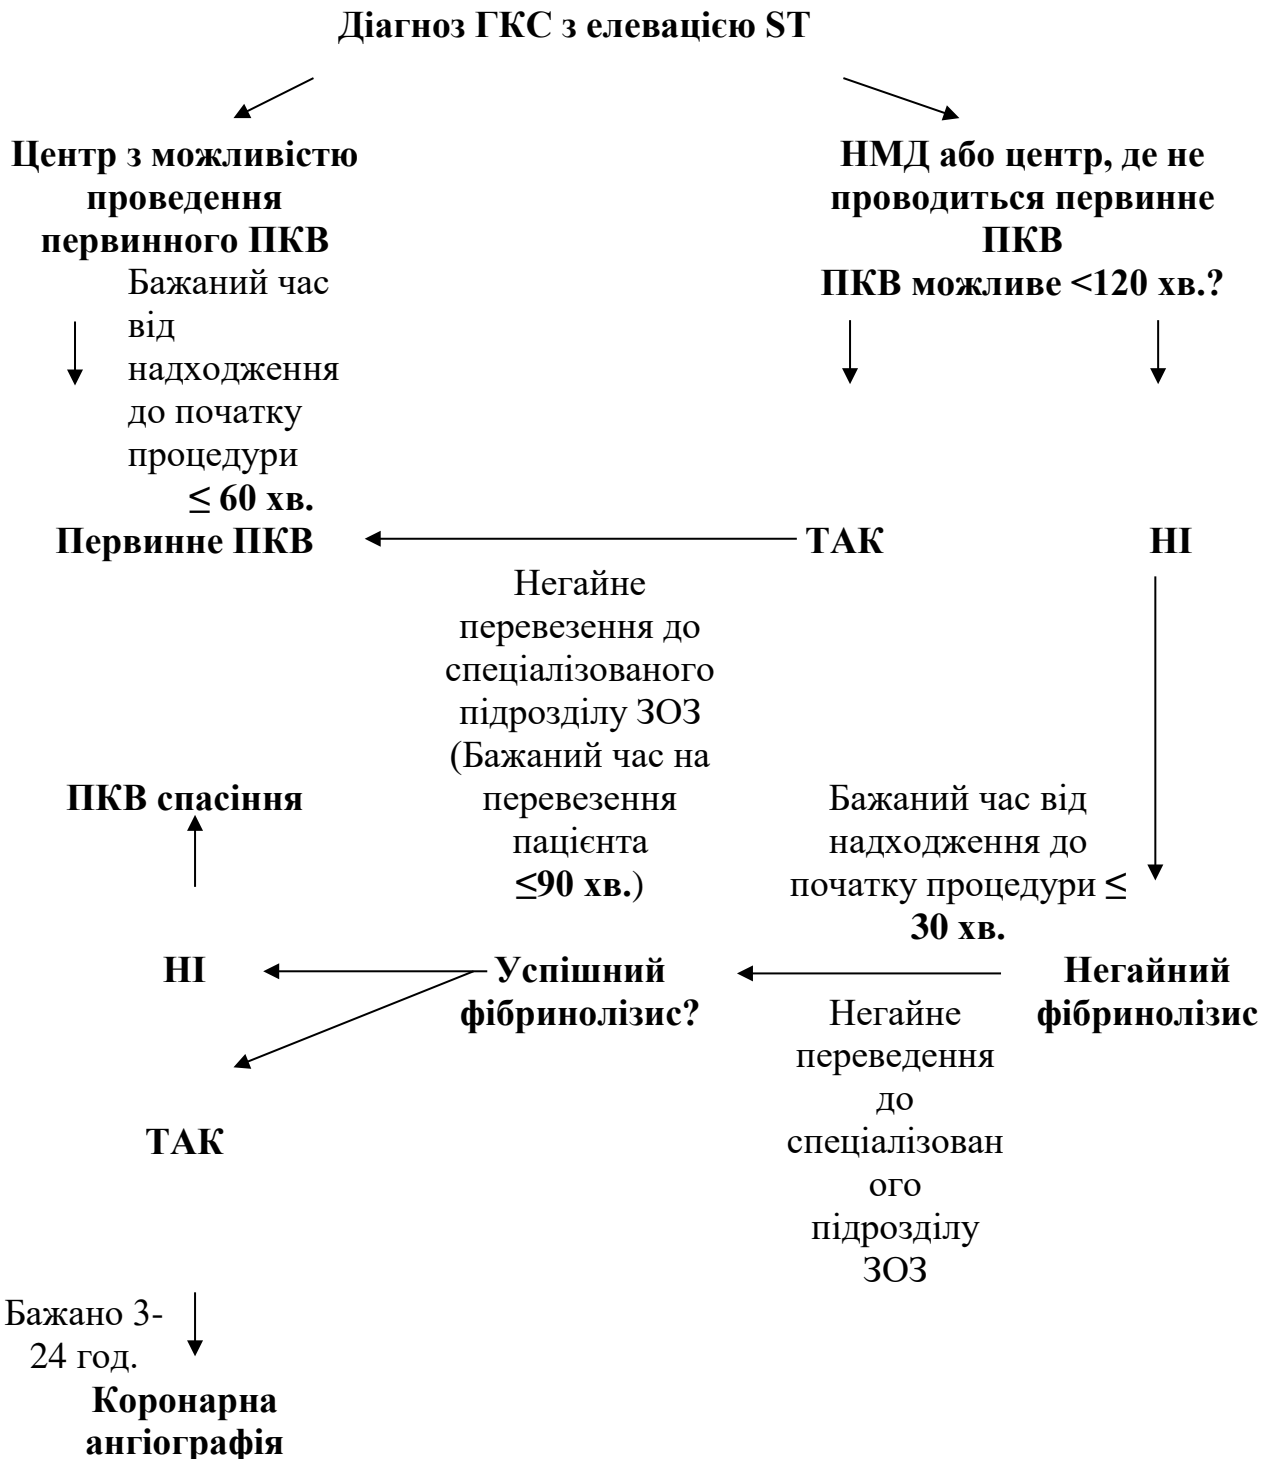 Діагноз ГКС з елевацією ST
Центр з можливістю
проведення
первинного ПКВ
НМД або центр, де не
проводиться первинне
ПКВ
ПКВ можливе <120 хв.?
Бажаний час
від
надходження
до початку
процедури
≤ 60 хв.
Первинне ПКВ
ТАК
НІ
Негайне
перевезення до
спеціалізованого
підрозділу ЗОЗ
(Бажаний час на
перевезення
пацієнта
≤90 хв.)
ПКВ спасіння
Бажаний час від
надходження до
початку процедури ≤
30 хв.
НІ
Успішний
фібринолізис?
Негайний
фібринолізис
Негайне
переведення
до
спеціалізован
ого
підрозділу
ЗОЗ
ТАК
Бажано 3-
24 год.
Коронарна
ангіографія